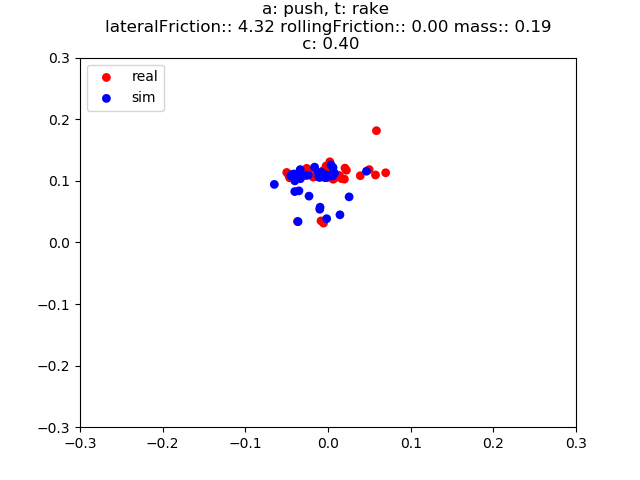 a: push, t: rake
lateralFriction:: 4.32 rollingFriction:: 0.00 mass:: 0.19
c: 0.40
real
sim
0.3
0.2
0.1
0.0
−0.1
−0.2
−0.3
−0.3
−0.2
−0.1
0.0
0.1
0.2
0.3